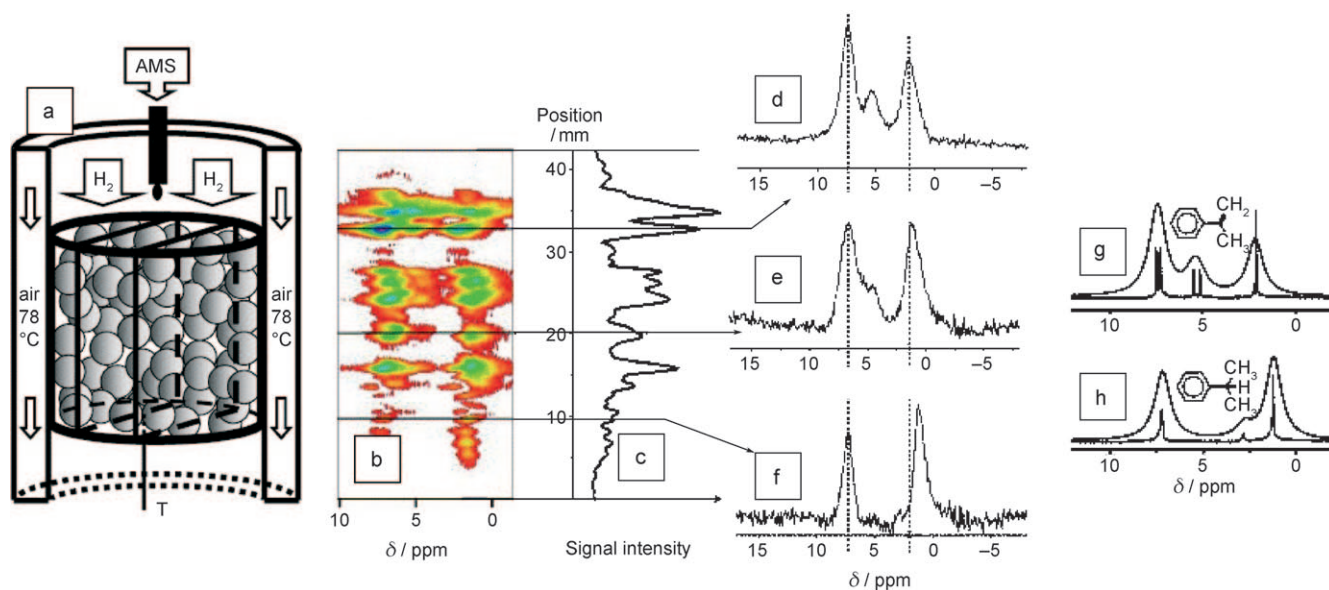 AMS
a
H2
H2
air
78
°C
air
78
°C
T
Position
/ mm
40
30
20
10
b
c
10
5
0
δ / ppm
Signal intensity
d
15
10
5
0
−5
e
15
10
5
0
−5
f
15
10
5
0
−5
δ / ppm
g
CH2
CH3
10
5
0
h
CH3
H
CH3
10
5
0
δ / ppm